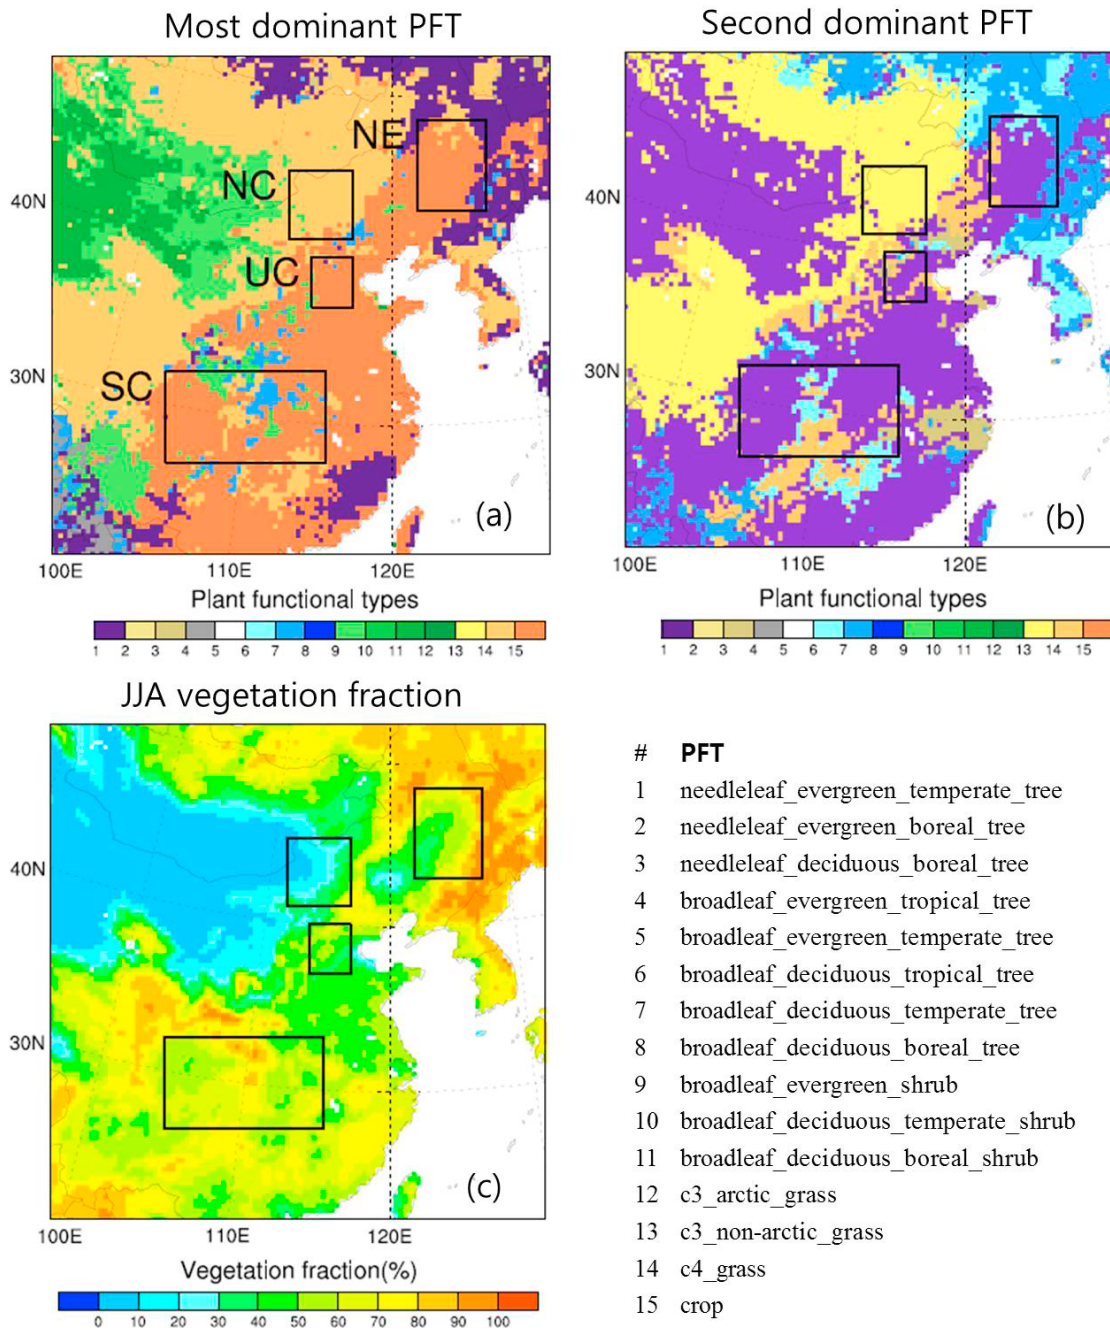 Most dominant PFT
Second dominant PFT
NE
NC
UC
SC
40N
30N
(a)
100E 110E 120E
Plant functional types
1 2 3 4 5 6 7 8 9 10 11 12 13 14 15
40N
30N
(b)
100E 110E 120E
Plant functional types
1 2 3 4 5 6 7 8 9 10 11 12 13 14 15
JJA vegetation fraction
40N
30N
(c)
100E 110E 120E
Vegetation fraction(%)
0 10 20 30 40 50 60 70 80 90 100
# PFT
1 needleleaf_evergreen_temperate_tree
2 needleleaf_evergreen_boreal_tree
3 needleleaf_deciduous_boreal_tree
4 broadleaf_evergreen_tropical_tree
5 broadleaf_evergreen_temperate_tree
6 broadleaf_deciduous_tropical_tree
7 broadleaf_deciduous_temperate_tree
8 broadleaf_deciduous_boreal_tree
9 broadleaf_evergreen_shrub
10 broadleaf_deciduous_temperate_shrub
11 broadleaf_deciduous_boreal_shrub
12 c3_arctic_grass
13 c3_non-arctic_grass
14 c4_grass
15 crop